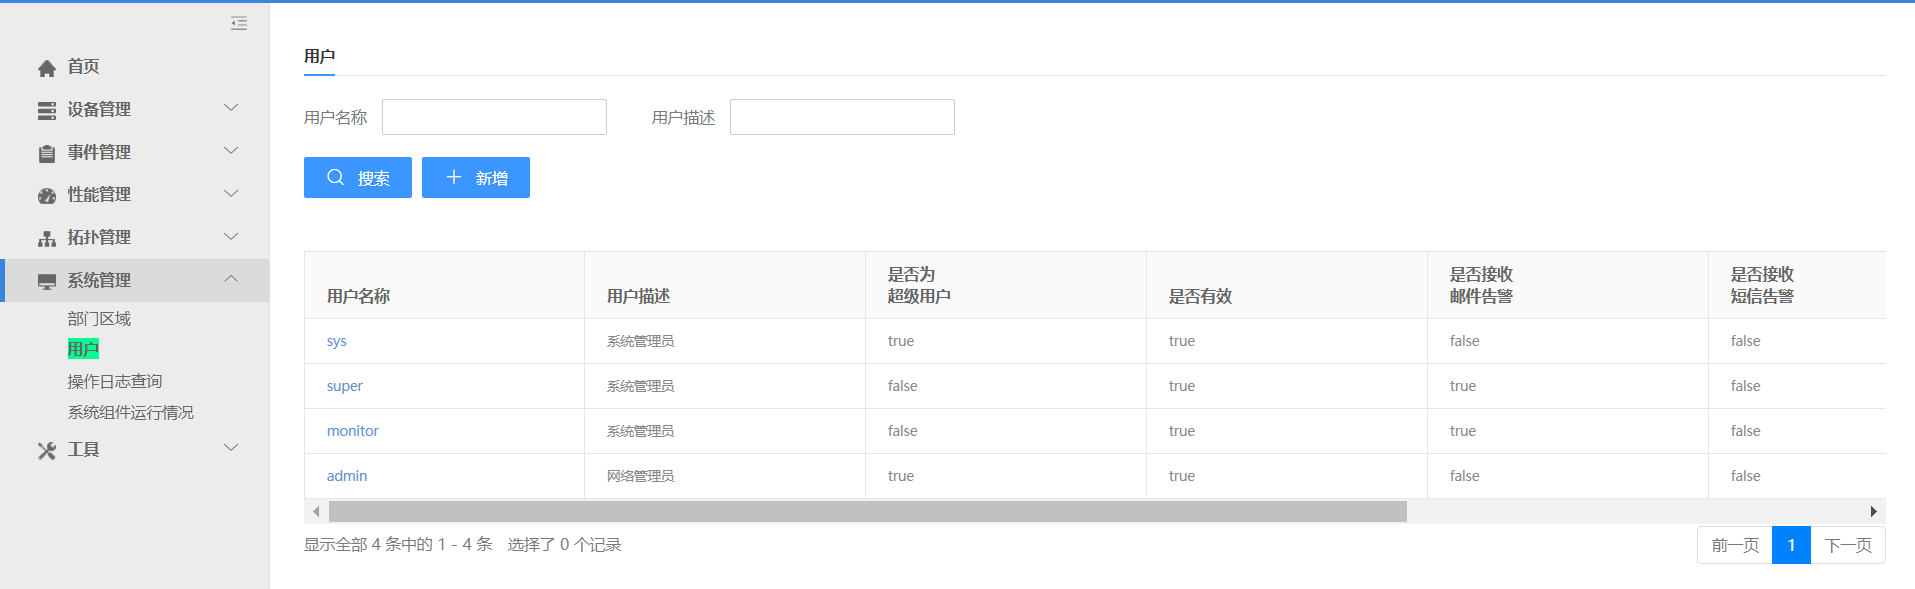 首页
设备管理
事件管理
性能管理
拓扑管理
系统管理
部门区域
用户
操作日志查询
系统组件运行情况
工具
用户
用户名称 用户描述
搜索 新增
用户名称 用户描述 是否为 超级用户 是否有效 是否接收 邮件告警 是否接收 短信告警
sys 系统管理员 true true false false
super 系统管理员 false true true false
monitor 系统管理员 false true true false
admin 网络管理员 true true false false
显示全部 4 条中的 1 - 4 条 选择了 0 个记录
前一页 1 下一页